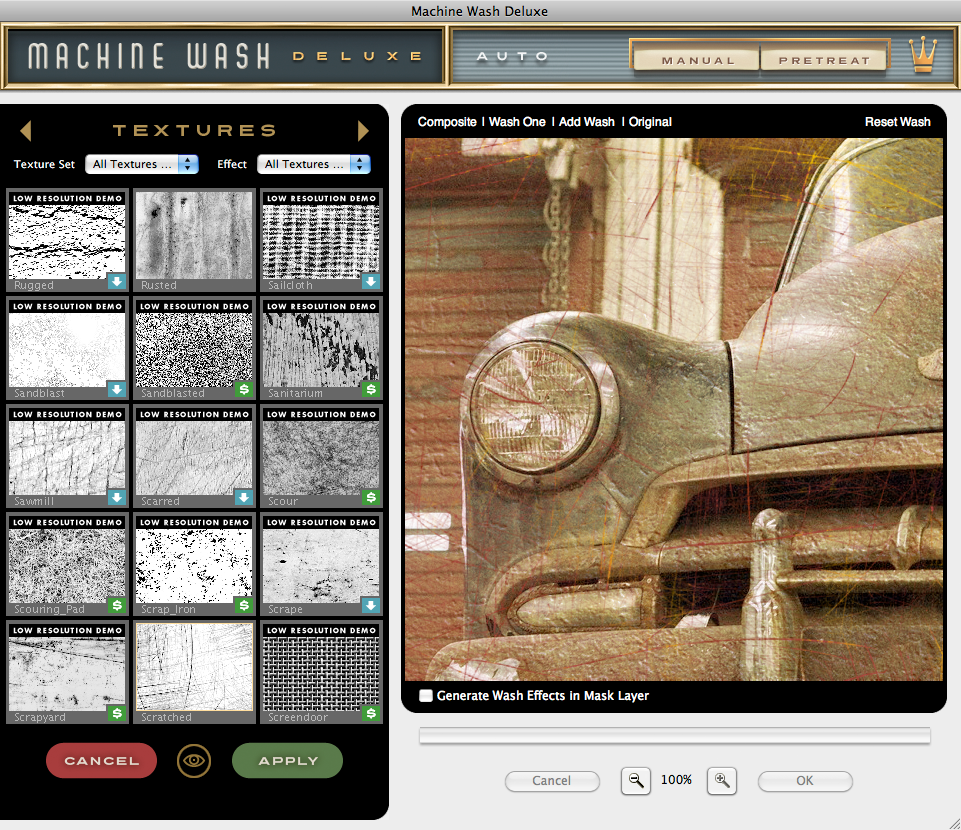 Machine Wash Deluxe
MACHINE WASH DELUXE
AUTO
MANUAL
PRETREAT
TEXTURES
Texture Set All Textures ... Effect All Textures ...
LOW RESOLUTION DEMO LOW RESOLUTION DEMO
Rugged Rusted Sailcloth
LOW RESOLUTION DEMO LOW RESOLUTION DEMO LOW RESOLUTION DEMO
Sandblast Sandblasted $ Sanitarium $
LOW RESOLUTION DEMO LOW RESOLUTION DEMO LOW RESOLUTION DEMO
Sawmill Scarred Scour $
LOW RESOLUTION DEMO LOW RESOLUTION DEMO LOW RESOLUTION DEMO
Scouring_Pad $ Scrap_Iron $ Scrape
LOW RESOLUTION DEMO LOW RESOLUTION DEMO
Scrapyard $ Scratched Screendoor $
CANCEL APPLY
Composite | Wash One | Add Wash | Original Reset Wash
Generate Wash Effects in Mask Layer
Cancel 100% OK